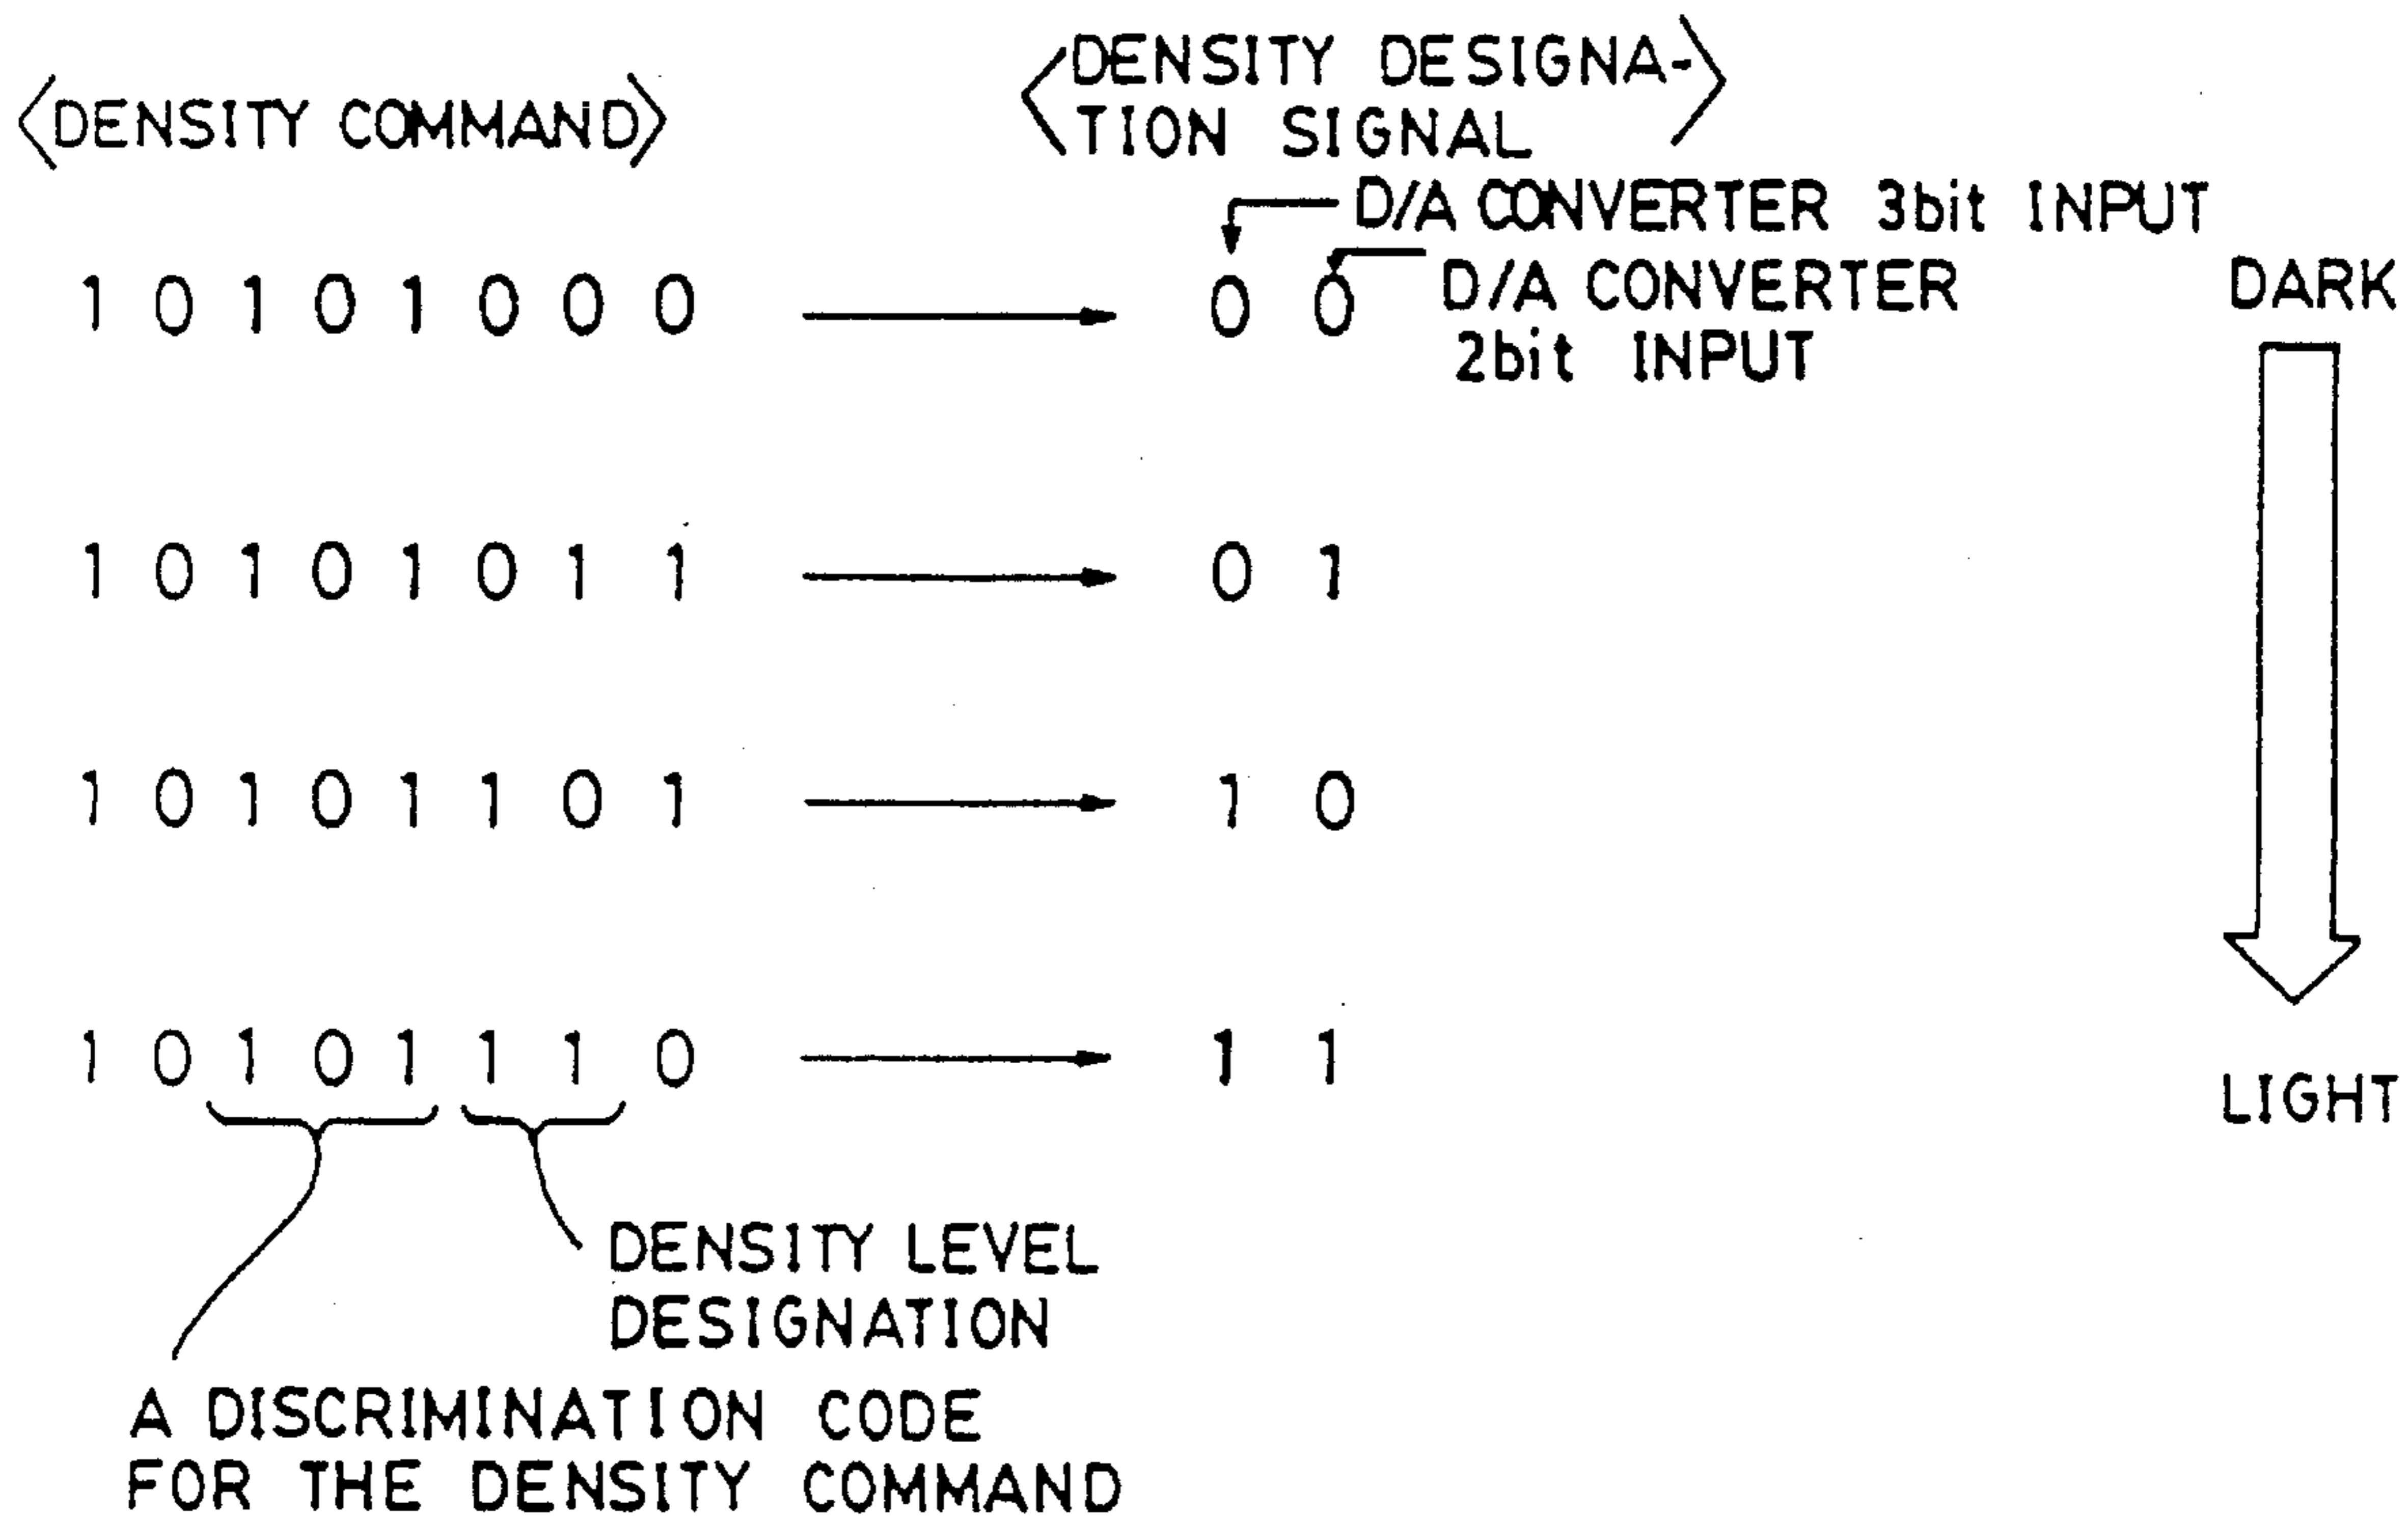 <DENSITY COMMAND>
<DENSITY DESIGNA-
TION SIGNAL>
D/A CONVERTER 3bit INPUT
1 0 1 0 1 0 0 0 0 0 D/A CONVERTER DARK
2bit INPUT
1 0 1 0 1 0 1 1 0 1
1 0 1 0 1 1 0 1 1 0
1 0 1 0 1 1 1 0 1 1
LIGHT
DENSITY LEVEL
DESIGNATION
A DISCRIMINATION CODE
FOR THE DENSITY COMMAND